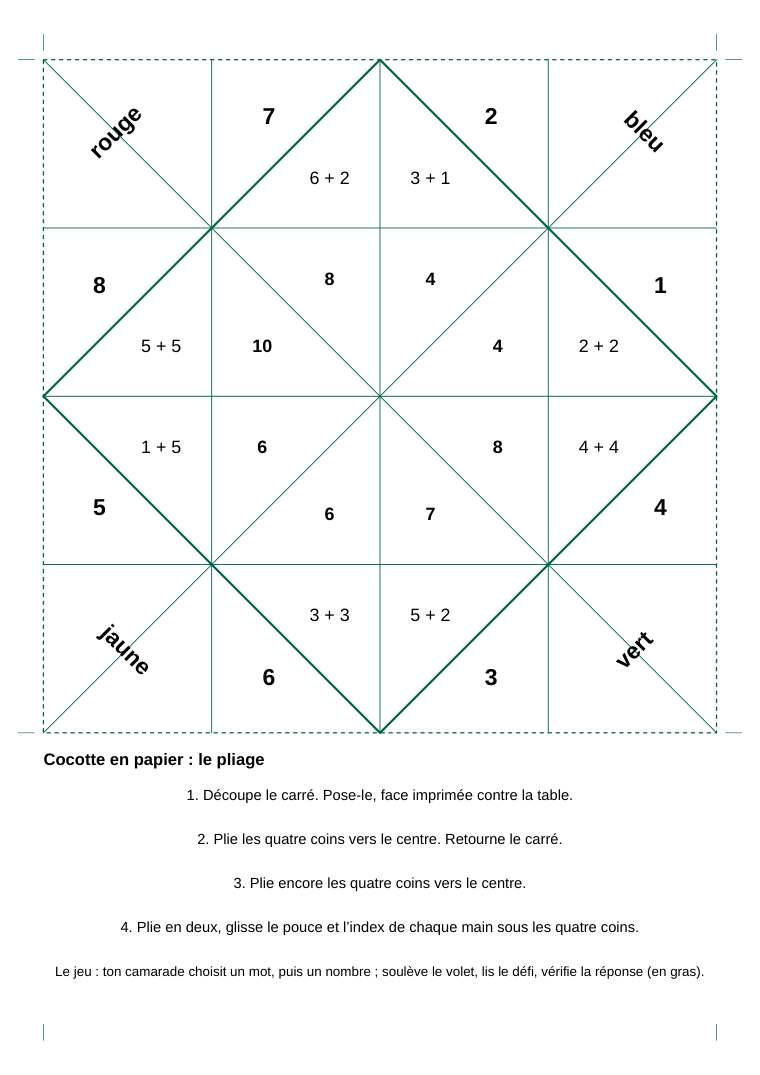 rouge 7 2 bleu
6 + 2 3 + 1
8 8 4 1
5 + 5 10 4 2 + 2
1 + 5 6 8 4 + 4
5 6 7 4
3 + 3 5 + 2
jaune 6 3 vert
Cocotte en papier : le pliage
1. Découpe le carré. Pose-le, face imprimée contre la table.
2. Plie les quatre coins vers le centre. Retourne le carré.
3. Plie encore les quatre coins vers le centre.
4. Plie en deux, glisse le pouce et l’index de chaque main sous les quatre coins.
Le jeu : ton camarade choisit un mot, puis un nombre ; soulève le volet, lis le défi, vérifie la réponse (en gras).